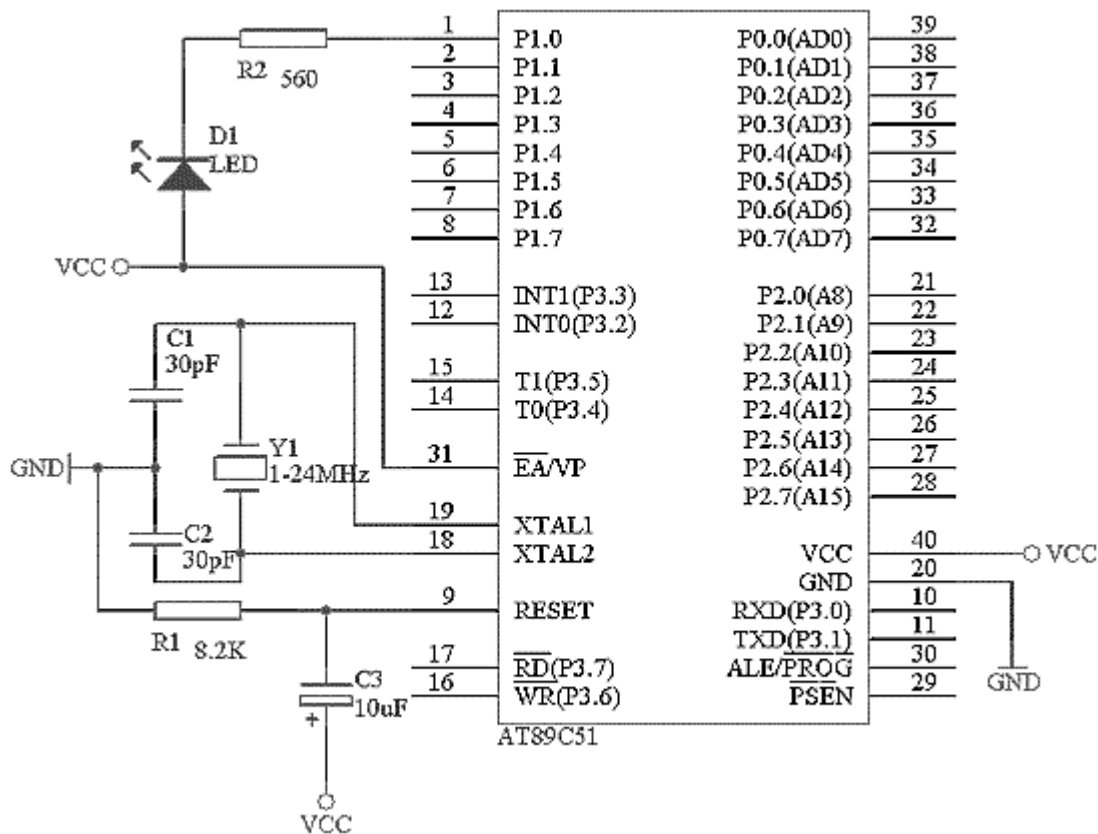 1 P1.0 P0.0(AD0) 39
2 P1.1 P0.1(AD1) 38
R2 560
3 P1.2 P0.2(AD2) 37
4 P1.3 P0.3(AD3) 36
D1
LED
5 P1.4 P0.4(AD4) 35
6 P1.5 P0.5(AD5) 34
7 P1.6 P0.6(AD6) 33
8 P1.7 P0.7(AD7) 32
VCC
13 INT1(P3.3) P2.0(A8) 21
12 INT0(P3.2) P2.1(A9) 22
C1
30pF
P2.2(A10) 23
15 T1(P3.5) P2.3(A11) 24
14 T0(P3.4) P2.4(A12) 25
P2.5(A13) 26
GND
Y1
1-24MHz
31 EA/VP P2.6(A14) 27
P2.7(A15) 28
19 XTAL1
C2
30pF
18 XTAL2 VCC 40 VCC
GND 20
9 RESET RXD(P3.0) 10
R1 8.2K
TXD(P3.1) 11
17 RD(P3.7) ALE/PROG 30
GND
C3
10uF
+
16 WR(P3.6) PSEN 29
AT89C51
VCC